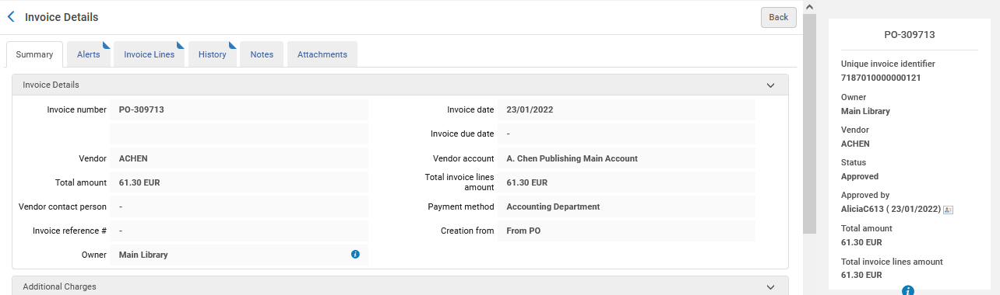 Invoice Details
Back
Summary
Alerts
Invoice Lines
History
Notes
Attachments
Invoice Details
Invoice number PO-309713
Invoice date 23/01/2022
Invoice due date -
Vendor ACHEN
Vendor account A. Chen Publishing Main Account
Total amount 61.30 EUR
Total invoice lines
amount 61.30 EUR
Vendor contact person -
Payment method Accounting Department
Invoice reference # -
Creation from From PO
Owner Main Library
Additional Charges
PO-309713
Unique invoice identifier
7187010000000121
Owner
Main Library
Vendor
ACHEN
Status
Approved
Approved by
AliciaC613 ( 23/01/2022)
Total amount
61.30 EUR
Total invoice lines amount
61.30 EUR